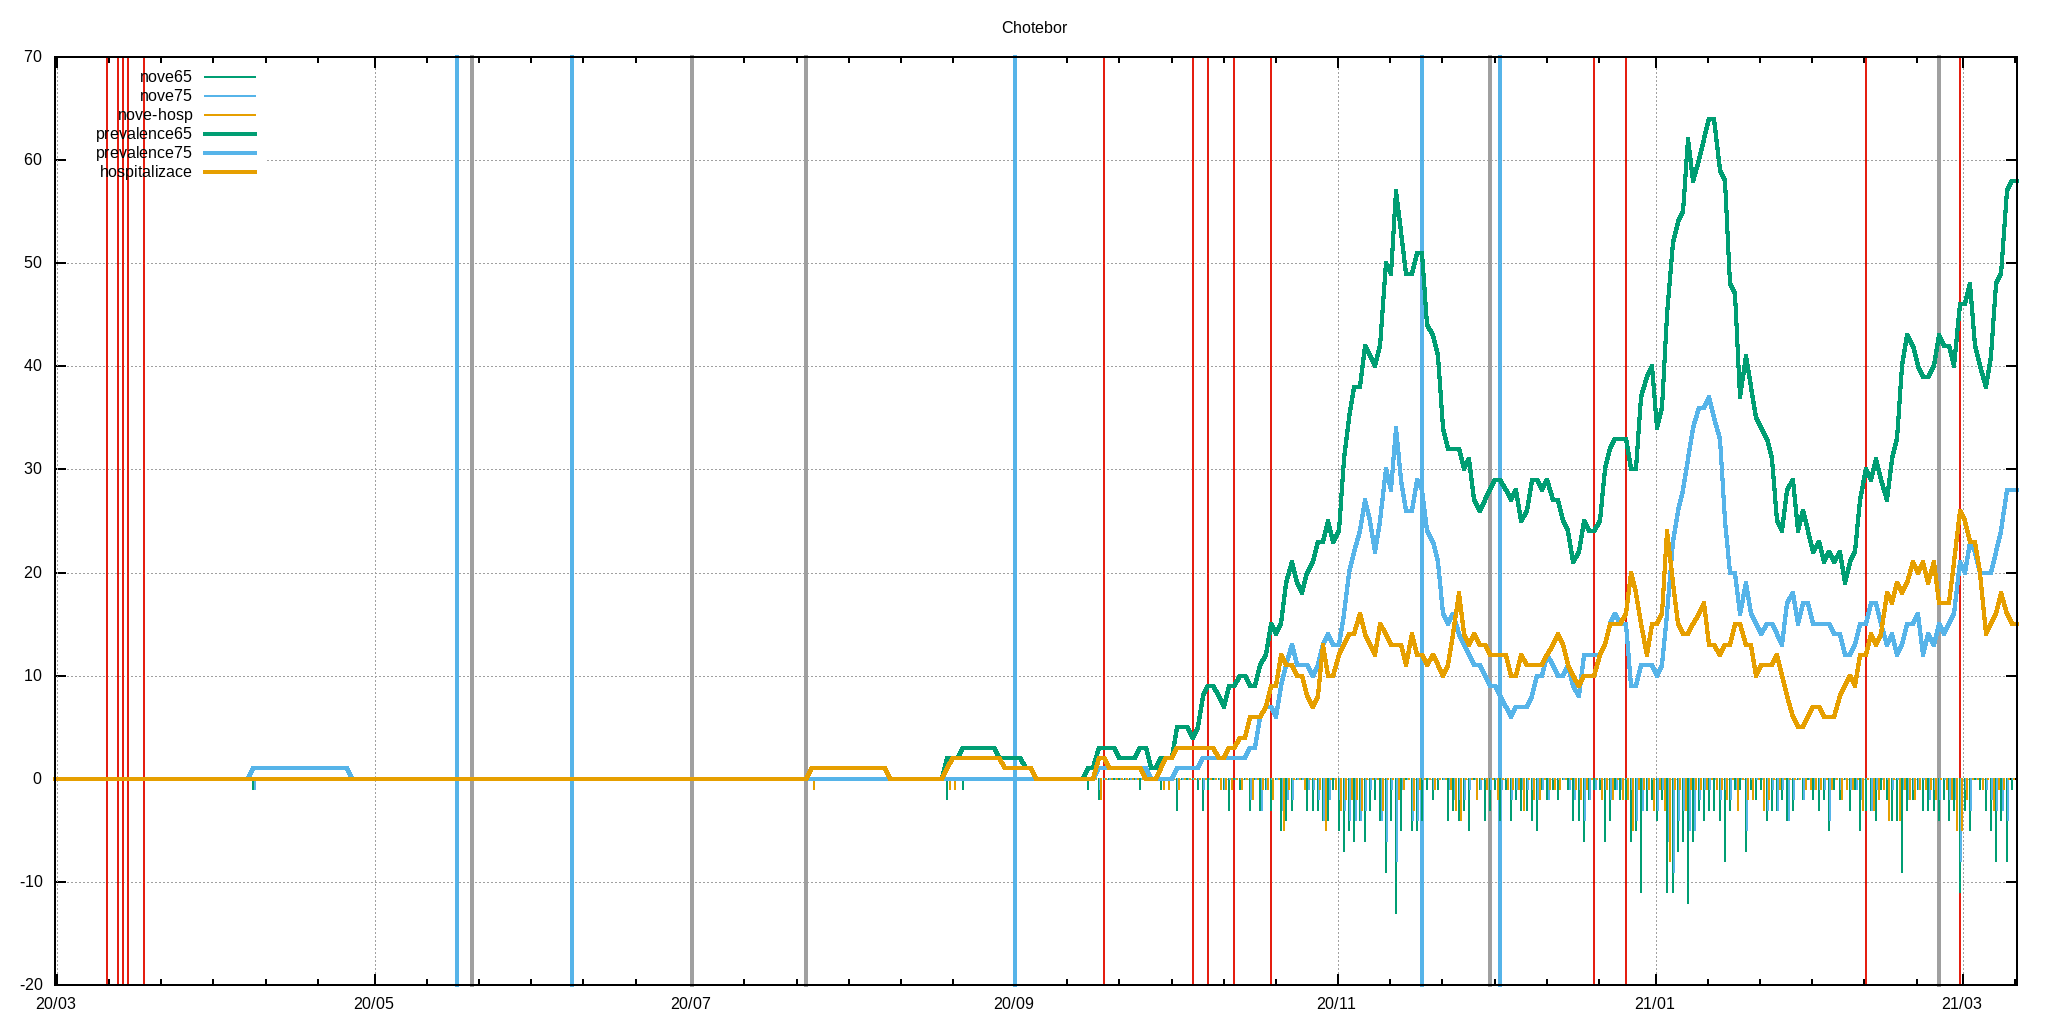 Chotebor
70
nove65
nove75
nove-hosp
prevalence65
prevalence75
hospitalizace
60
50
40
30
20
10
0
-10
-20
20/03 20/05 20/07 20/09 20/11 21/01 21/03